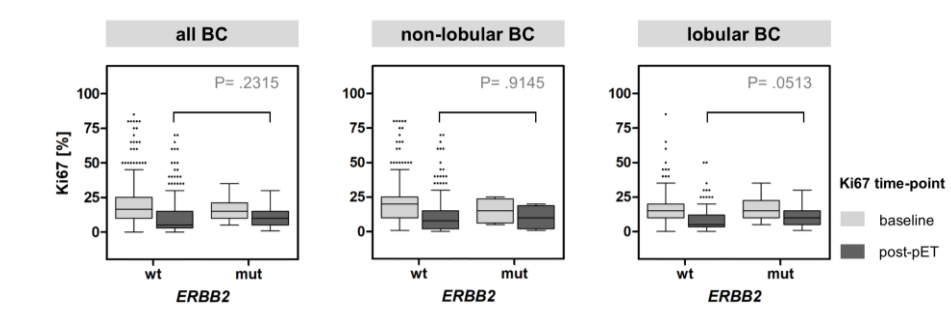 all BC
non-lobular BC
lobular BC
P= .2315
P= .9145
P= .0513
Ki67 [%]
100
75
50
25
0
100
75
50
25
0
100
75
50
25
0
wt
mut
wt
mut
wt
mut
ERBB2
ERBB2
ERBB2
Ki67 time-point
baseline
post-pET